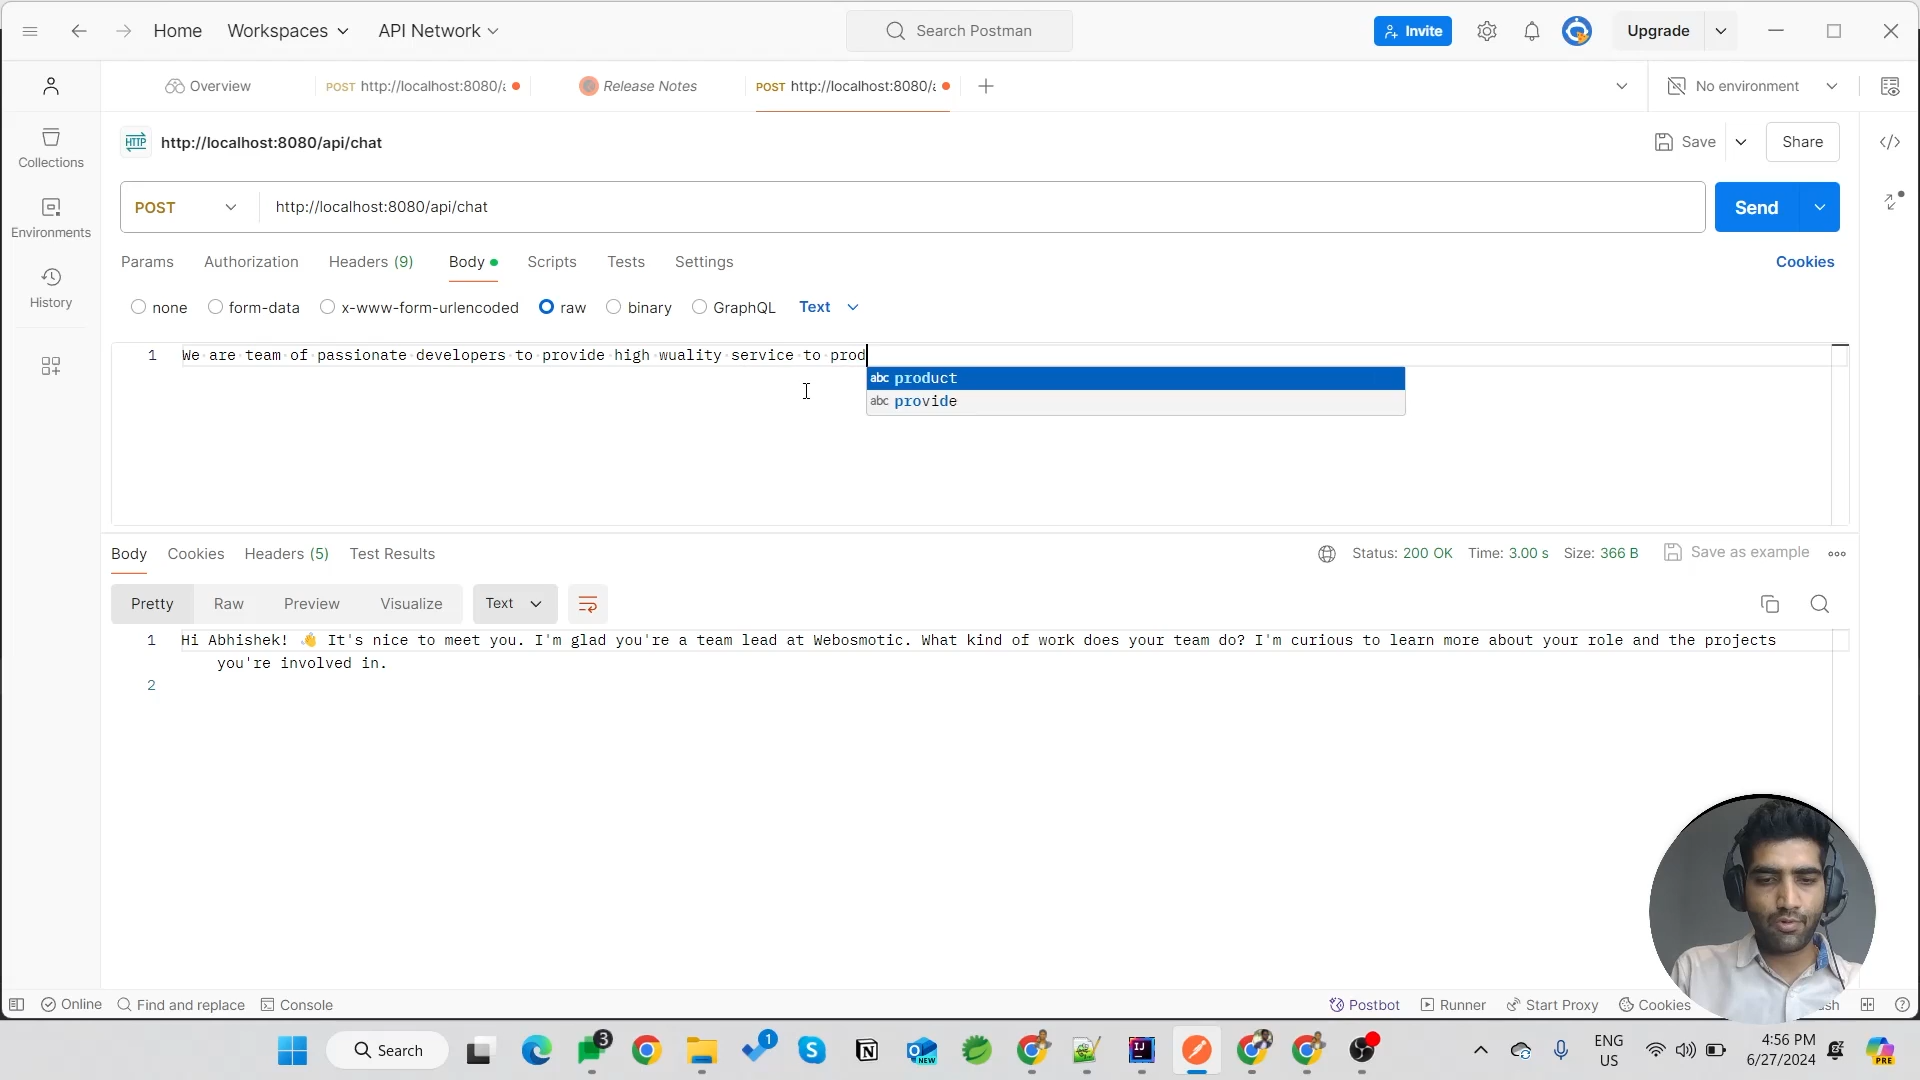 Home
Workspaces
API Network
Search Postman
Invite
Upgrade
Overview
POST http://localhost:8080/a
Release Notes
POST http://localhost:8080/a
No environment
Collections
Environments
History
HTTP
http://localhost:8080/api/chat
Save
Share
POST
http://localhost:8080/api/chat
Send
Params
Authorization
Headers (9)
Body
Scripts
Tests
Settings
Cookies
none
form-data
x-www-form-urlencoded
raw
binary
GraphQL
Text
1 We are team of passionate developers to provide high wuality service to prod
abc product
abc provide
Body
Cookies
Headers (5)
Test Results
Status: 200 OK
Time: 3.00 s
Size: 366 B
Save as example
Pretty
Raw
Preview
Visualize
Text
1 Hi Abhishek! 👋 It's nice to meet you. I'm glad you're a team lead at Webosmotic. What kind of work does your team do? I'm curious to learn more about your role and the projects
you're involved in.
2
Online
Find and replace
Console
Postbot
Runner
Start Proxy
Cookies
Search
3
1
NEW
ENG
US
4:56 PM
6/27/2024
PRE